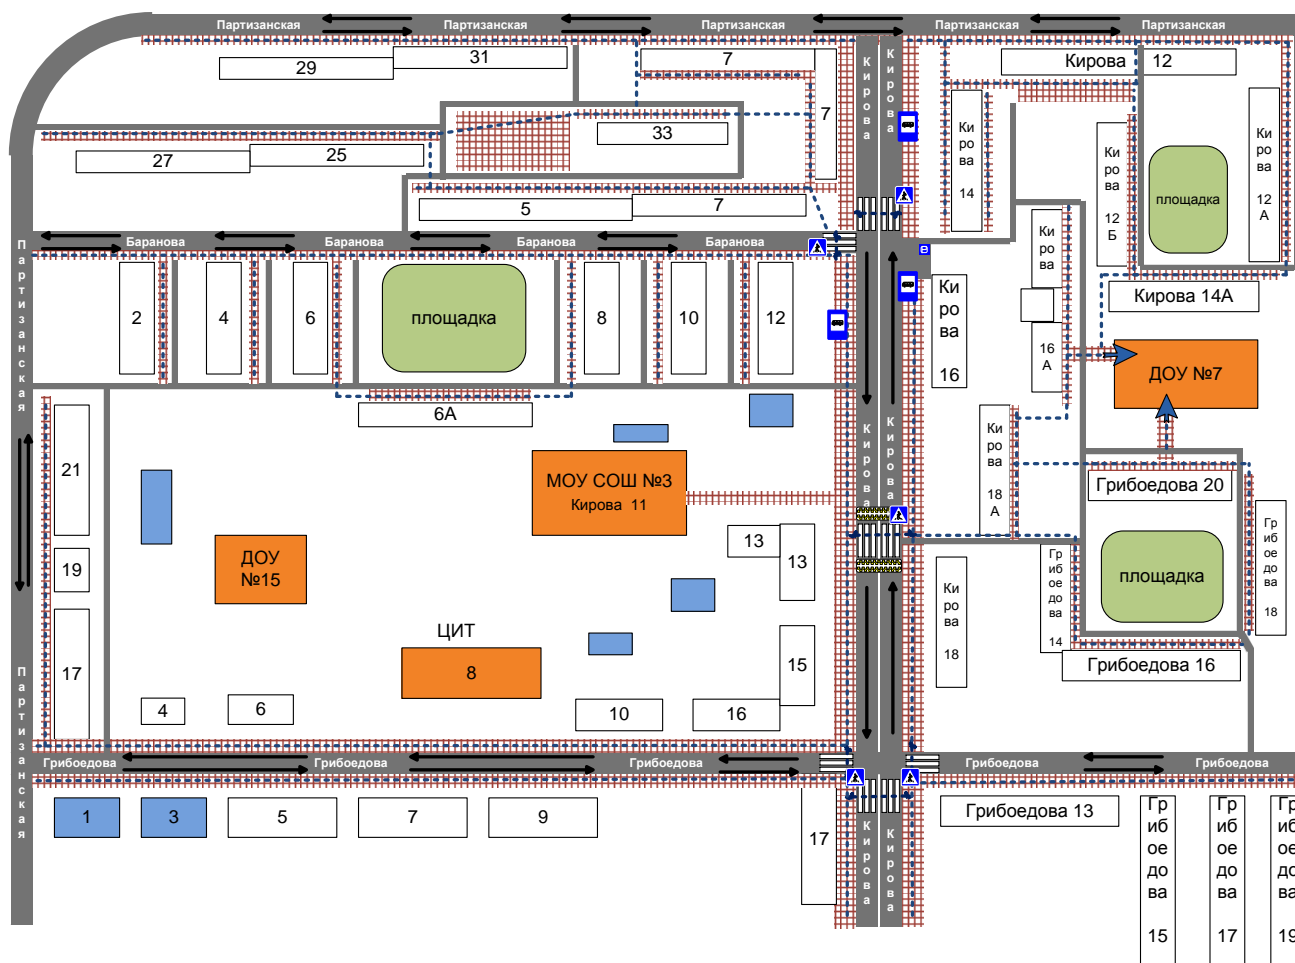 Партизанская
Партизанская
Партизанская
Партизанская
Партизанская
31
29
7
7
33
27
25
5
7
Кирова
Кирова
Кирова 12
Кирова 14
Кирова 12 Б
Кирова 12 А
площадка
Кирова
Кирова 14А
16 А
ДОУ №7
Баранова
Баранова
Баранова
Баранова
Партизанская
2
4
6
площадка
8
10
12
6А
Кирова 16
Кирова
Кирова
Кирова 18 А
МОУ СОШ №3
Кирова 11
21
19
17
ДОУ
№15
13
13
15
ЦИТ
8
4
6
10
16
Грибоедова 20
площадка
Грибоедова 18
Грибоедова 14
Грибоедова 16
Кирова 18
Партизанская
Грибоедова
Грибоедова
Грибоедова
Грибоедова
Грибоедова
1
3
5
7
9
17
Кирова
Кирова
Грибоедова 13
Грибоедова 15
Грибоедова 17
Грибоедова 19